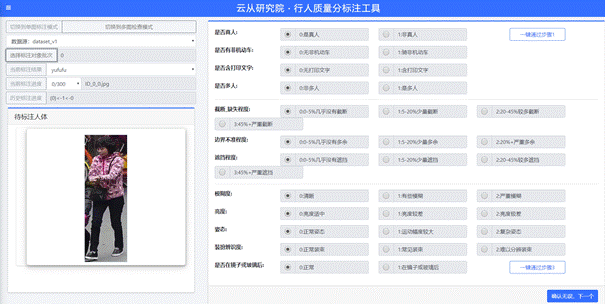 云从研究院 · 行人质量分标注工具
切换到单图标注模式 切换到多图检查模式
数据源: dataset_v1
选择标注对象批次 0
当前标注结果 yufufu
当前标注进度 0/300 ID_0_0.jpg
历史标注进度 (0)<-1<-0
待标注人体
是否真人: 0:是真人 1:非真人 一键通过步骤1
是否有非机动车: 0:无非机动车 1:随非机动车
是否含打印文字: 0:无打印文字 1:含打印文字
是否多人: 0:非多人 1:是多人
截断,缺失程度: 0:0-5%几乎没有截断 1:5-20%少量截断 2:20-45%较多截断
3:45%+严重截断
边界不准程度: 0:0-5%几乎没有多余 1:5-20%少量多余 2:20%+严重多余
遮挡程度: 0:0-5%几乎没有遮挡 1:5-20%少量遮挡 2:20-45%较多遮挡
3:45%+严重遮挡
模糊度: 0:清晰 1:有些模糊 2:严重模糊
亮度: 0:亮度适中 1:亮度较差 2:亮度极差
姿态: 0:正常姿态 1:运动幅度较大 2:复杂姿态
装扮辨识度: 0:正常装束 1:常见装束 2:难以分辨装束
是否在镜子或玻璃后: 0:正常 1:在镜子或玻璃后 一键通过步骤3
确认无误, 下一个